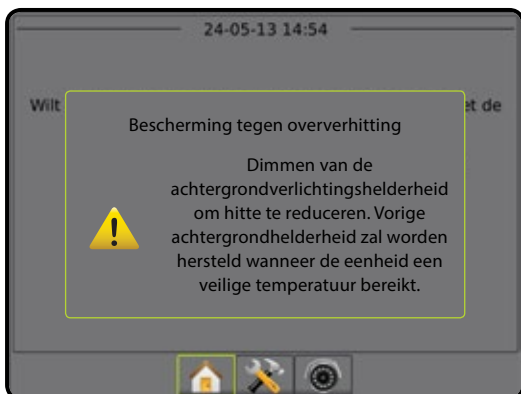 24-05-13 14:54
Wilt
et de
Bescherming tegen oververhitting
Dimmen van de
achtergrondverlichtingshelderheid
om hitte te reduceren. Vorige
achtergrondhelderheid zal worden
hersteld wanneer de eenheid een
veilige temperatuur bereikt.